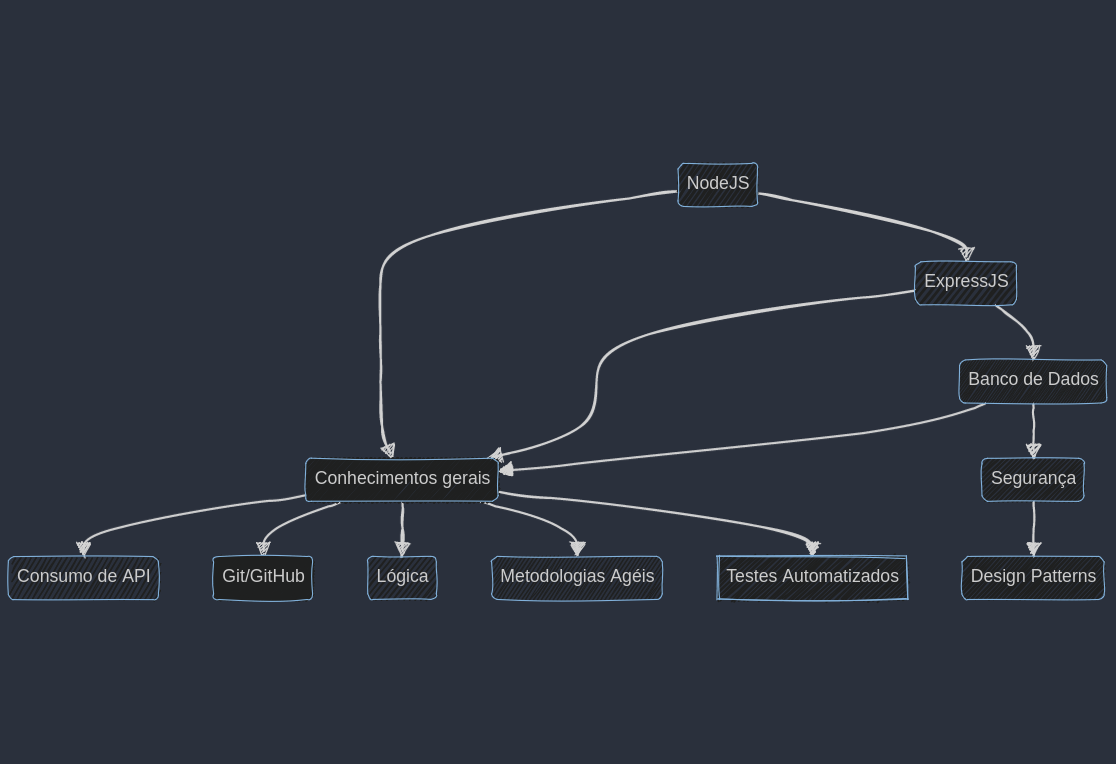 NodeJS
ExpressJS
Banco de Dados
Conhecimentos gerais
Segurança
Consumo de API
Git/GitHub
Lógica
Metodologias Agéis
Testes Automatizados
Design Patterns